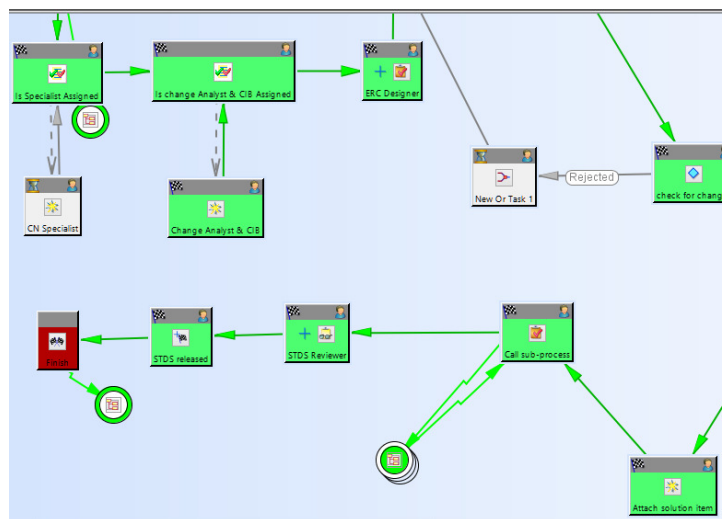 Is Specialist Assigned
Is change Analyst & CIB Assigned
ERC Designer
CN Specialist
Change Analyst & CIB
New Or Task 1
Rejected
check for chang
Finish
STDS released
STDS Reviewer
Call sub-process
Attach solution item